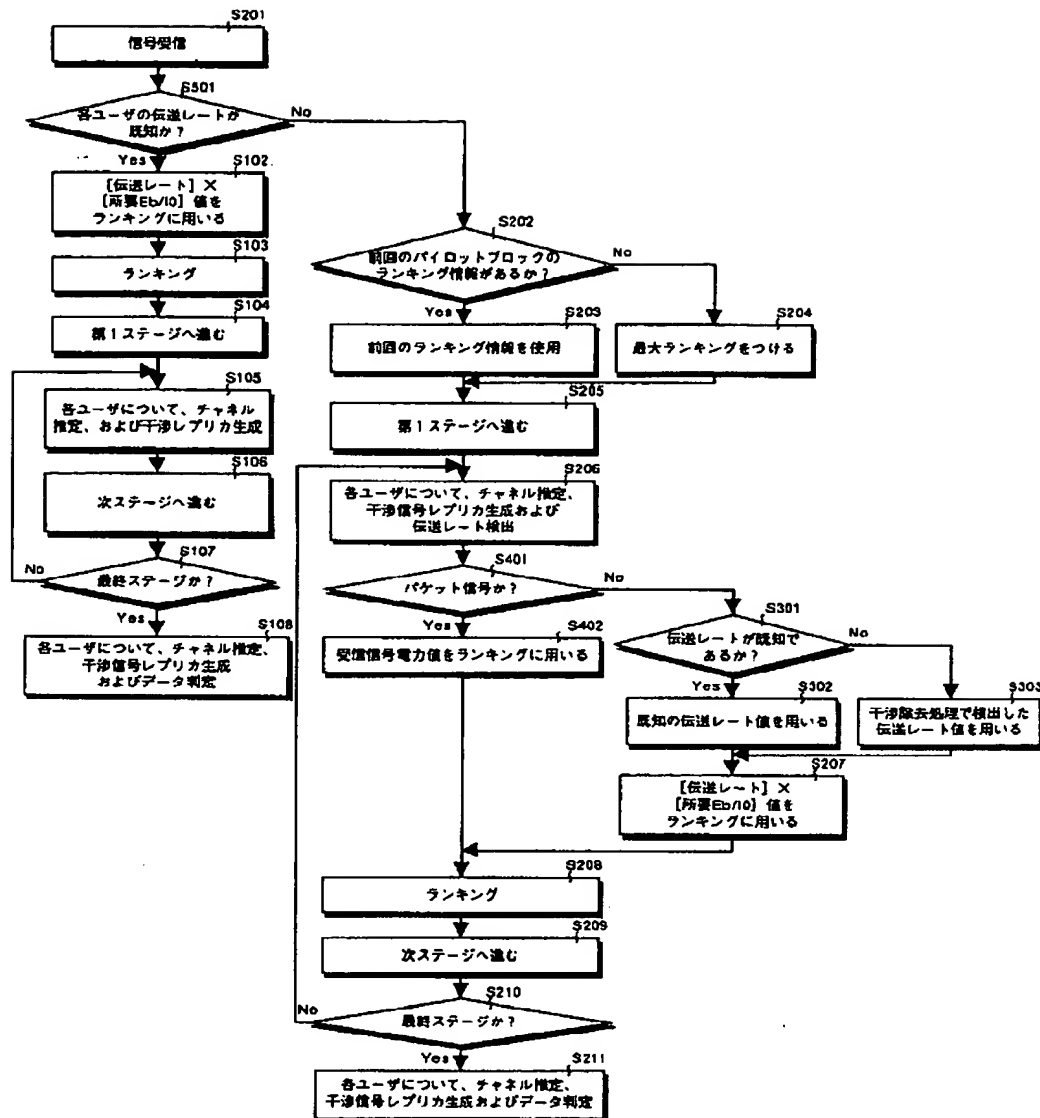 S201
信号受信
S501
各ユーザの伝送レートが
既知か?
No
Yes
S102
[伝送レート] ×
[所要Eb/I0] 値を
ランキングに用いる
S103
ランキング
S104
第1ステージへ進む
S105
各ユーザについて、チャネル
推定、および干渉レプリカ生成
S106
次ステージへ進む
S107
最終ステージか?
No
Yes
S108
各ユーザについて、チャネル推定、
干渉信号レプリカ生成
およびデータ判定
S202
前回のパイロットブロックの
ランキング情報があるか?
No
Yes
S203
前回のランキング情報を使用
S204
最大ランキングをつける
S205
第1ステージへ進む
S206
各ユーザについて、チャネル推定、
干渉信号レプリカ生成および
伝送レート検出
S401
パケット信号か?
No
Yes
S402
受信信号電力値をランキングに用いる
S301
伝送レートが既知で
あるか?
No
Yes
S302
既知の伝送レート値を用いる
S303
干渉除去処理で検出した
伝送レート値を用いる
S207
[伝送レート] ×
[所要Eb/I0] 値を
ランキングに用いる
S208
ランキング
S209
次ステージへ進む
S210
最終ステージか?
No
Yes
S211
各ユーザについて、チャネル推定、
干渉信号レプリカ生成およびデータ判定